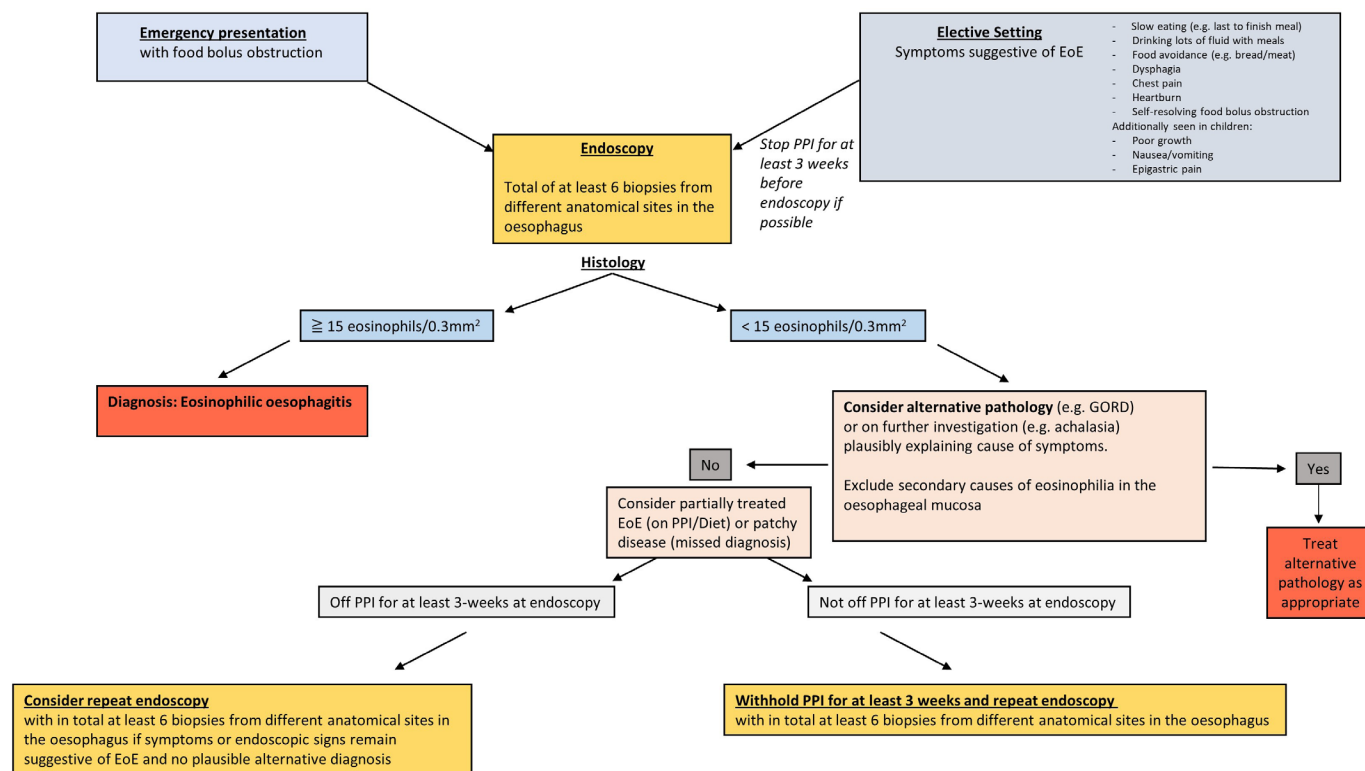 Emergency presentation
with food bolus obstruction
Elective Setting
Symptoms suggestive of EoE
- Slow eating (e.g. last to finish meal)
- Drinking lots of fluid with meals
- Food avoidance (e.g. bread/meat)
- Dysphagia
- Chest pain
- Heartburn
- Self-resolving food bolus obstruction
Additionally seen in children:
- Poor growth
- Nausea/vomiting
- Epigastric pain
Endoscopy
Total of at least 6 biopsies from
different anatomical sites in the
oesophagus
Stop PPI for at
least 3 weeks
before
endoscopy if
possible
Histology
≧ 15 eosinophils/0.3mm²
< 15 eosinophils/0.3mm²
Diagnosis: Eosinophilic oesophagitis
Consider alternative pathology (e.g. GORD)
or on further investigation (e.g. achalasia)
plausibly explaining cause of symptoms.
Exclude secondary causes of eosinophilia in the
oesophageal mucosa
No
Yes
Consider partially treated
EoE (on PPI/Diet) or patchy
disease (missed diagnosis)
Treat
alternative
pathology as
appropriate
Off PPI for at least 3-weeks at endoscopy
Not off PPI for at least 3-weeks at endoscopy
Consider repeat endoscopy
with in total at least 6 biopsies from different anatomical sites in
the oesophagus if symptoms or endoscopic signs remain
suggestive of EoE and no plausible alternative diagnosis
Withhold PPI for at least 3 weeks and repeat endoscopy
with in total at least 6 biopsies from different anatomical sites in the oesophagus